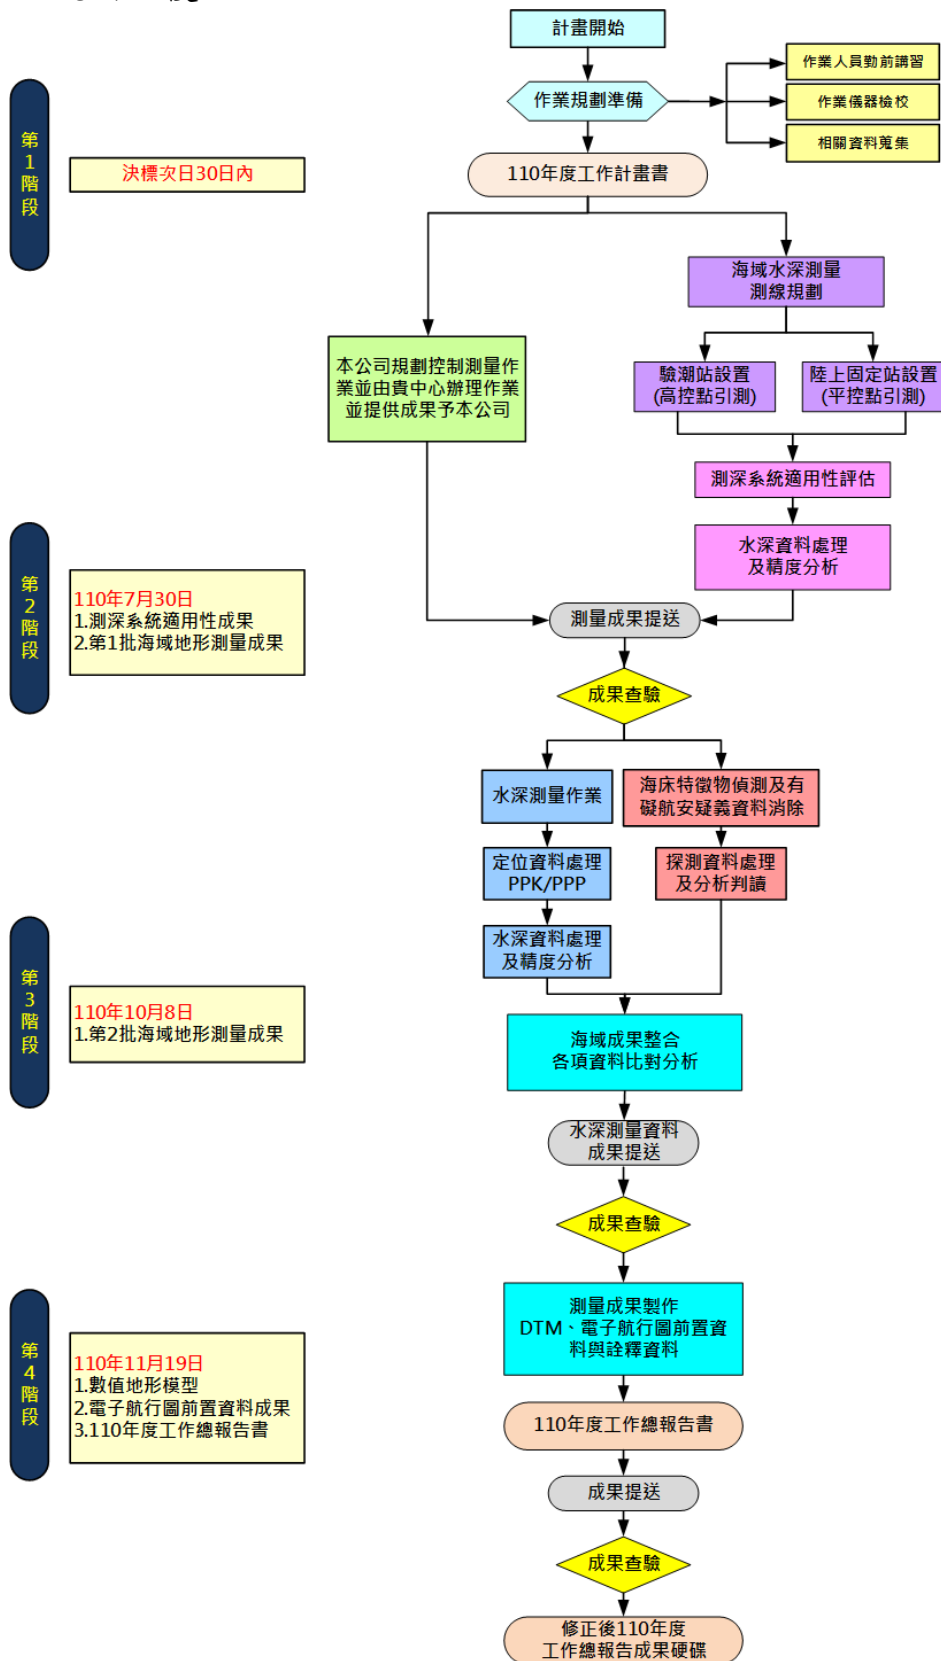 計畫開始
作業規劃準備
作業人員勤前講習
作業儀器檢校
相關資料蒐集
第1階段
決標次日30日內
110年度工作計畫書
海域水深測量
測線規劃
本公司規劃控制測量作
業並由貴中心辦理作業
並提供成果予本公司
驗潮站設置
(高控點引測)
陸上固定站設置
(平控點引測)
測深系統適用性評估
水深資料處理
及精度分析
第2階段
110年7月30日
1.測深系統適用性成果
2.第1批海域地形測量成果
測量成果提送
成果查驗
水深測量作業
海床特徵物偵測及有
礙航安疑義資料消除
定位資料處理
PPK/PPP
探測資料處理
及分析判讀
水深資料處理
及精度分析
第3階段
110年10月8日
1.第2批海域地形測量成果
海域成果整合
各項資料比對分析
水深測量資料
成果提送
成果查驗
測量成果製作
DTM、電子航行圖前置資
料與詮釋資料
第4階段
110年11月19日
1.數值地形模型
2.電子航行圖前置資料成果
3.110年度工作總報告書
110年度工作總報告書
成果提送
成果查驗
修正後110年度
工作總報告成果硬碟